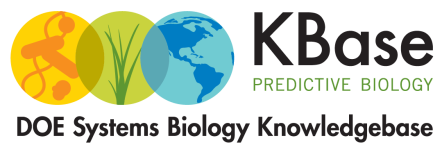 KBase
PREDICTIVE BIOLOGY
DOE Systems Biology Knowledgebase